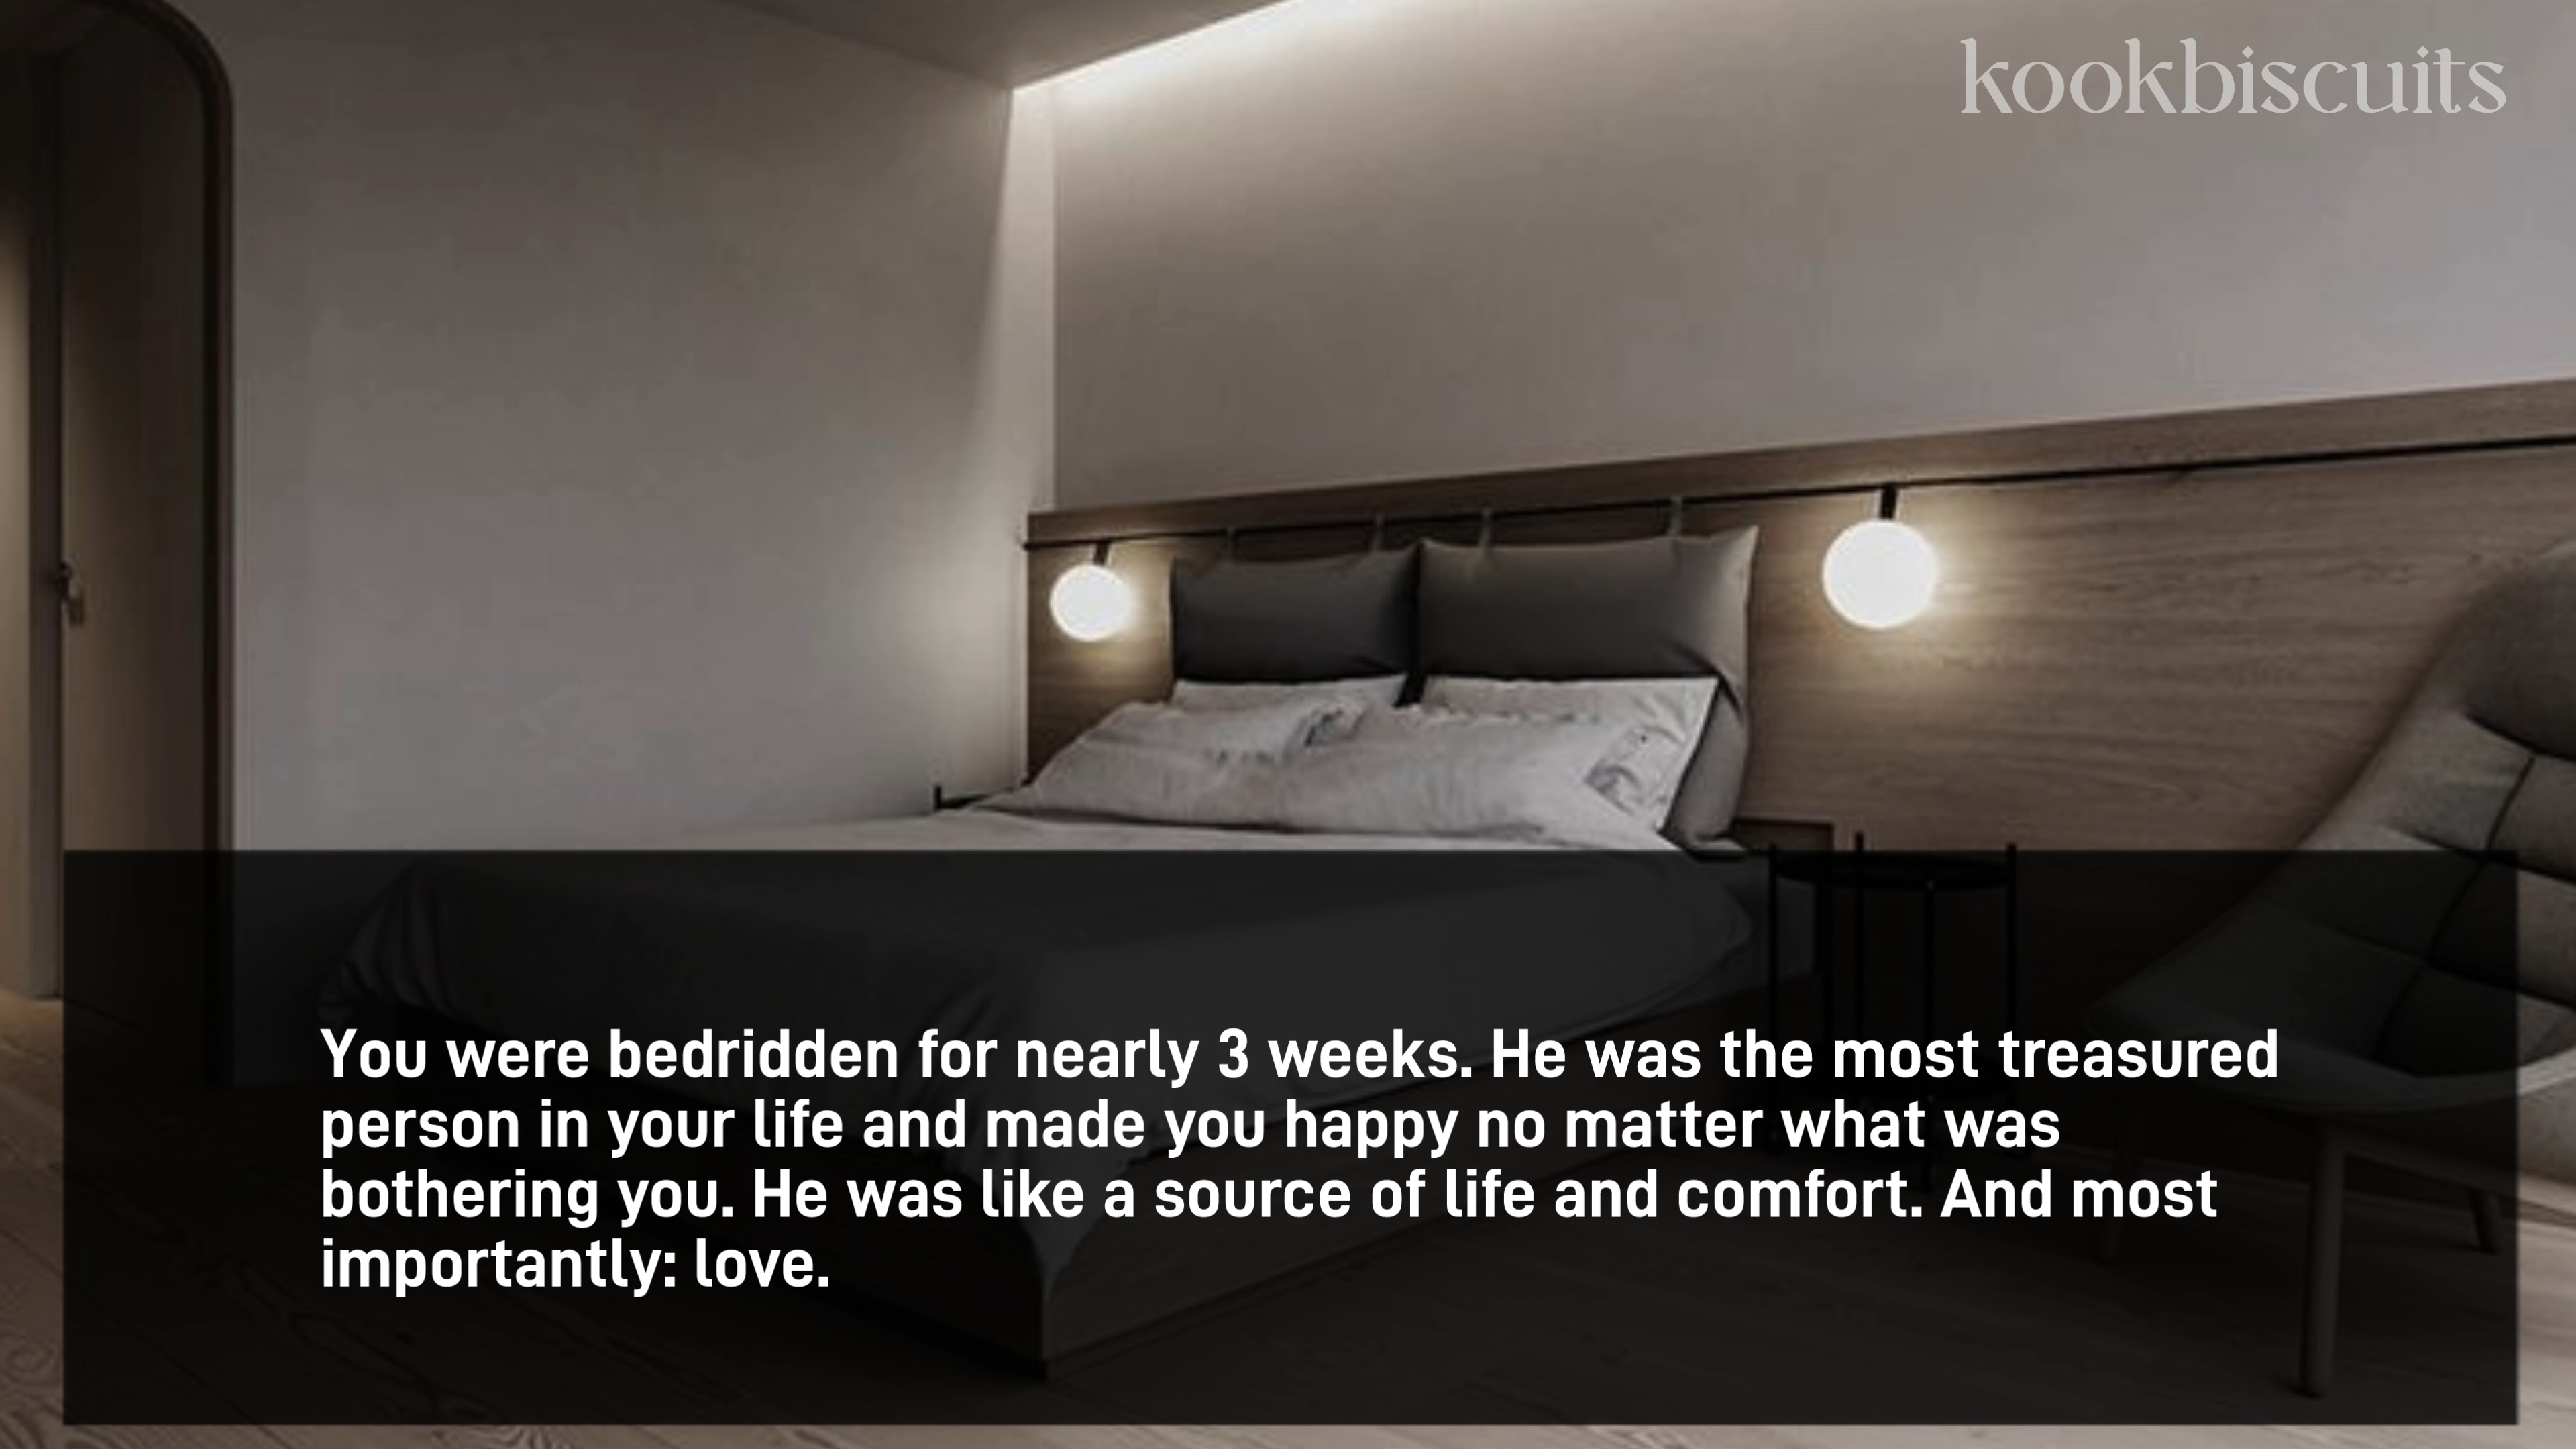 kookbiscuits
You were bedridden for nearly 3 weeks. He was the most treasured
person in your life and made you happy no matter what was
bothering you. He was like a source of life and comfort. And most
importantly: love.